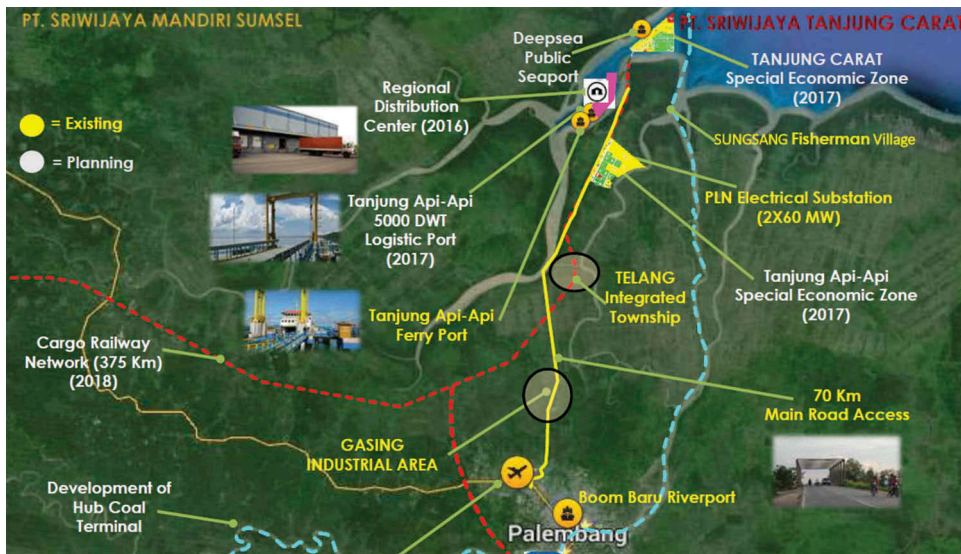 PT. SRIWIJAYA MANDIRI SUMSEL
PT. SRIWIJAYA TANJUNG CARAT
Deepsea
Public
Seaport
TANJUNG CARAT
Special Economic Zone
(2017)
Regional
Distribution
Center (2016)
= Existing
= Planning
SUNGSANG Fisherman Village
PLN Electrical Substation
(2X60 MW)
Tanjung Api-Api
5000 DWT
Logistic Port
(2017)
TELANG
Integrated
Township
Tanjung Api-Api
Special Economic Zone
(2017)
Tanjung Api-Api
Ferry Port
Cargo Railway
Network (375 Km)
(2018)
70 Km
Main Road Access
GASING
INDUSTRIAL AREA
Development of
Hub Coal
Terminal
Boom Baru Riverport
Palembang